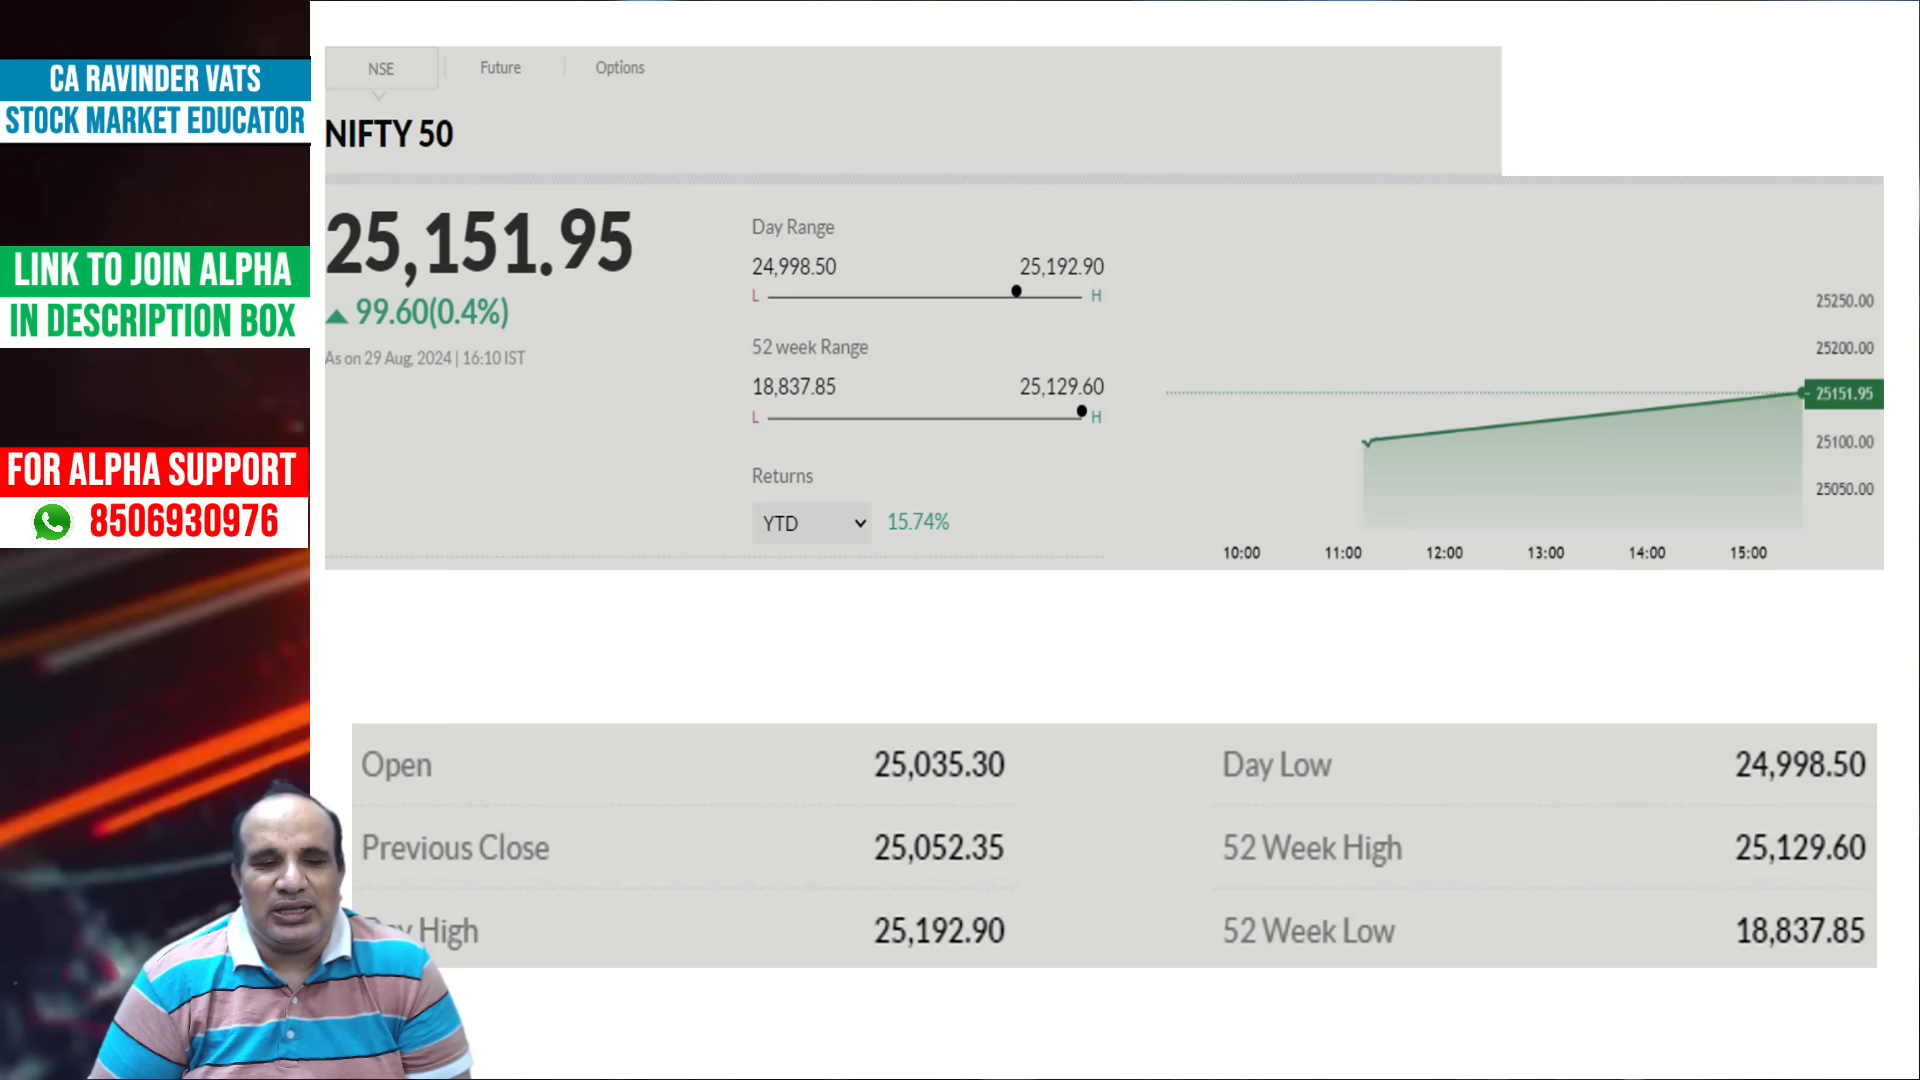 CA RAVINDER VATS
STOCK MARKET EDUCATOR
LINK TO JOIN ALPHA
IN DESCRIPTION BOX
FOR ALPHA SUPPORT
8506930976
NSE Future Options
NIFTY 50
25,151.95
99.60(0.4%)
As on 29 Aug, 2024 | 16:10 IST
Day Range
24,998.50 25,192.90
L H
52 week Range
18,837.85 25,129.60
L H
Returns
YTD 15.74%
25250.00
25200.00
25151.95
25100.00
25050.00
10:00 11:00 12:00 13:00 14:00 15:00
Open 25,035.30
Previous Close 25,052.35
High 25,192.90
Day Low 24,998.50
52 Week High 25,129.60
52 Week Low 18,837.85